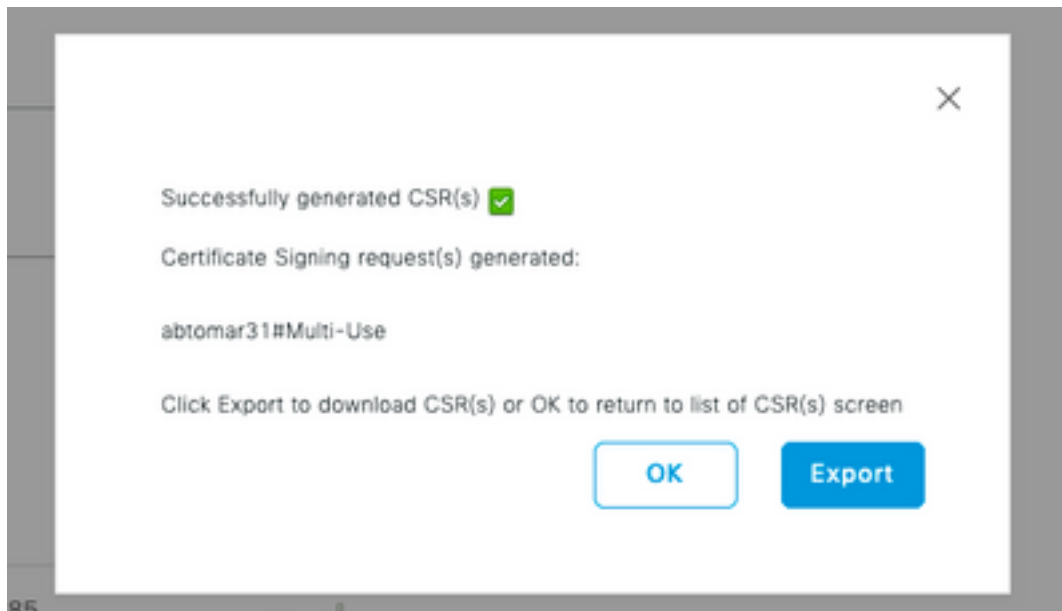 Successfully generated CSR(s) ✅
Certificate Signing request(s) generated:
abtomar31#Multi-Use
Click Export to download CSR(s) or OK to return to list of CSR(s) screen
OK
Export